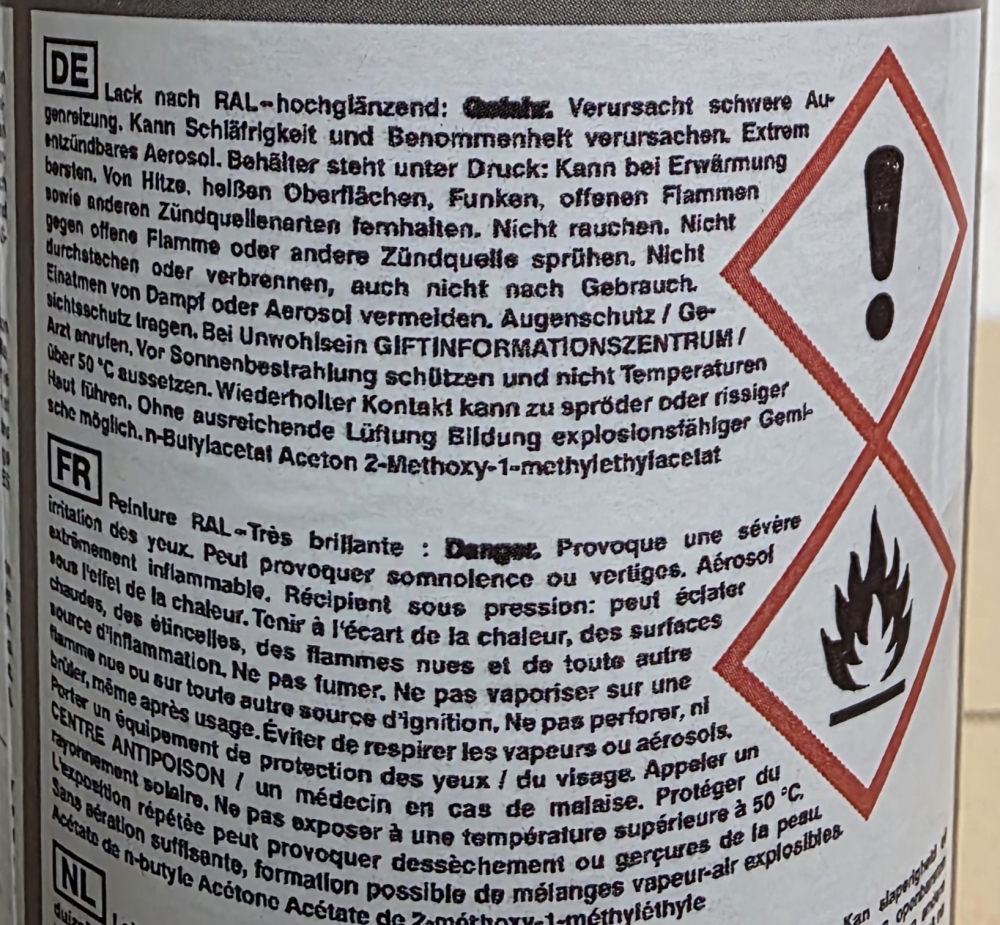 DE
Lack nach RAL-hochglänzend: Gefahr. Verursacht schwere Au-
genreizung. Kann Schläfrigkeit und Benommenheit verursachen. Extrem
entzündbares Aerosol. Behälter steht unter Druck: Kann bei Erwärmung
bersten. Von Hitze, heißen Oberflächen, Funken, offenen Flammen
sowie anderen Zündquellenarten fernhalten. Nicht rauchen. Nicht
gegen offene Flamme oder andere Zündquelle sprühen. Nicht
durchstechen oder verbrennen, auch nicht nach Gebrauch.
Einatmen von Dampf oder Aerosol vermeiden. Augenschutz / Ge-
sichtsschutz tragen. Bei Unwohlsein GIFTINFORMATIONSZENTRUM /
Arzt anrufen. Vor Sonnenbestrahlung schützen und nicht Temperaturen
über 50 °C aussetzen. Wiederholter Kontakt kann zu spröder oder rissiger
Haut führen. Ohne ausreichende Lüftung Bildung explosionsfähiger Gemi-
sche möglich. n-Butylacetat Aceton 2-Methoxy-1-methylethylacetat
FR
Peinture RAL-Très brillante : Danger. Provoque une sévère
irritation des yeux. Peut provoquer somnolence ou vertiges. Aérosol
extrêmement inflammable. Récipient sous pression: peut éclater
sous l'effet de la chaleur. Tenir à l'écart de la chaleur, des surfaces
chaudes, des étincelles, des flammes nues et de toute autre
source d'inflammation. Ne pas fumer. Ne pas vaporiser sur une
flamme nue ou sur toute autre source d'ignition. Ne pas perforer, ni
brûler, même après usage. Éviter de respirer les vapeurs ou aérosols.
Porter un équipement de protection des yeux / du visage. Appeler un
CENTRE ANTIPOISON / un médecin en cas de malaise. Protéger du
rayonnement solaire. Ne pas exposer à une température supérieure à 50 °C.
L'exposition répétée peut provoquer dessèchement ou gerçures de la peau.
Sans aération suffisante, formation possible de mélanges vapeur-air explosibles.
Acétate de n-butyle Acétone Acétate de 2-méthoxy-1-méthyléthyle
NL
Kan slaperigheid